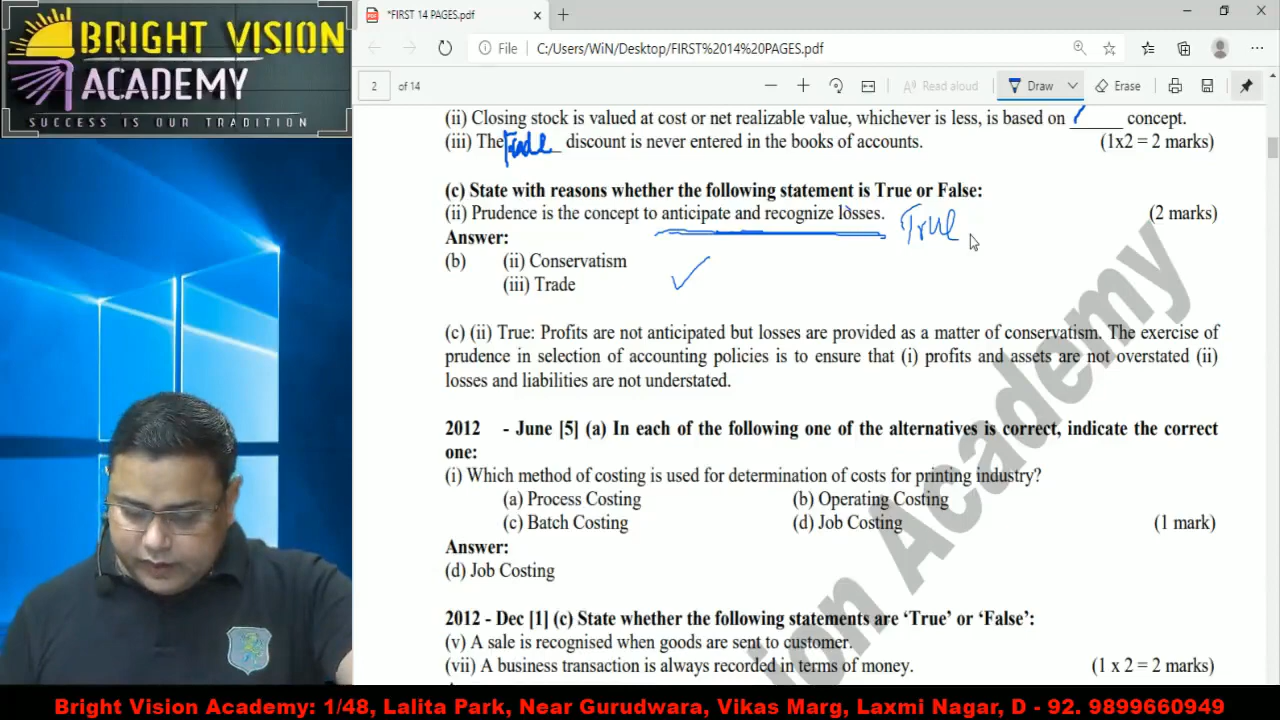 BRIGHT VISION
ACADEMY
SUCCESS IS OUR TRADITION
*FIRST 14 PAGES.pdf
File C:/Users/WiN/Desktop/FIRST%2014%20PAGES.pdf
2 of 14 Read aloud Draw Erase
(ii) Closing stock is valued at cost or net realizable value, whichever is less, is based on ______ concept.
(iii) The Trade discount is never entered in the books of accounts. (1x2 = 2 marks)
(c) State with reasons whether the following statement is True or False:
(ii) Prudence is the concept to anticipate and recognize losses. True (2 marks)
Answer:
(b) (ii) Conservatism
(iii) Trade
(c) (ii) True: Profits are not anticipated but losses are provided as a matter of conservatism. The exercise of
prudence in selection of accounting policies is to ensure that (i) profits and assets are not overstated (ii)
losses and liabilities are not understated.
2012 - June [5] (a) In each of the following one of the alternatives is correct, indicate the correct
one:
(i) Which method of costing is used for determination of costs for printing industry?
(a) Process Costing (b) Operating Costing
(c) Batch Costing (d) Job Costing (1 mark)
Answer:
(d) Job Costing
2012 - Dec [1] (c) State whether the following statements are ‘True’ or ‘False’:
(v) A sale is recognised when goods are sent to customer.
(vii) A business transaction is always recorded in terms of money. (1 x 2 = 2 marks)
ion Academy
Bright Vision Academy: 1/48, Lalita Park, Near Gurudwara, Vikas Marg, Laxmi Nagar, D - 92. 9899660949